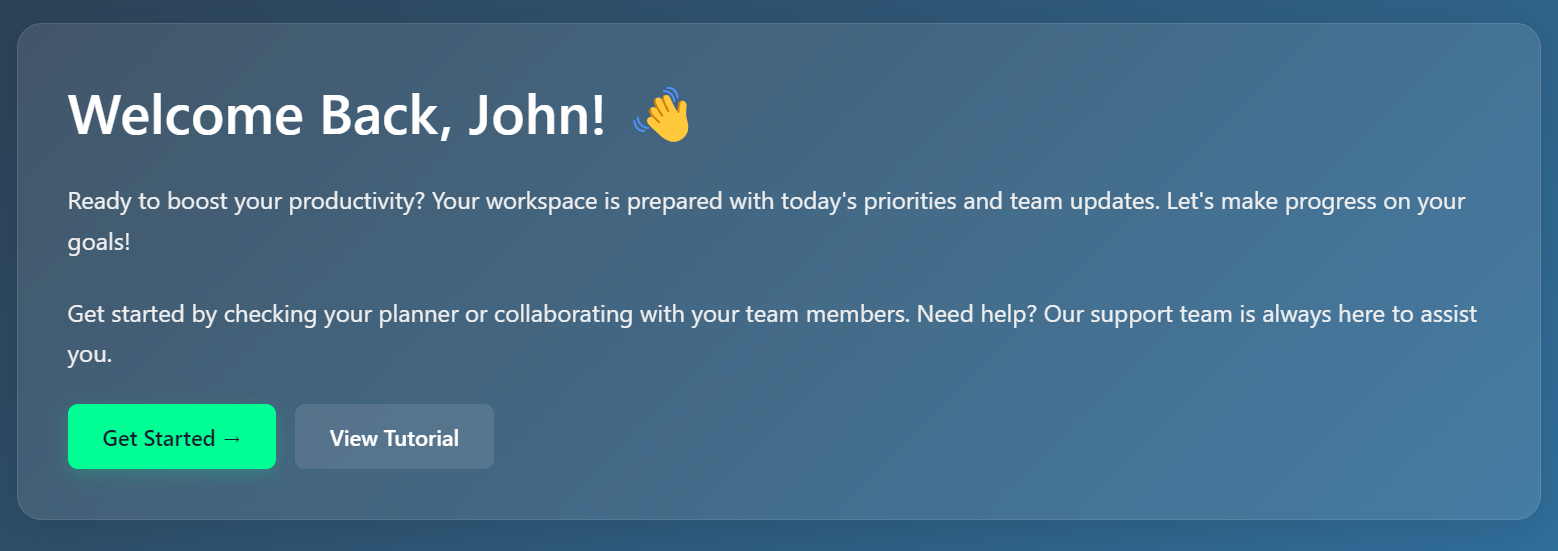 Welcome Back, John! 👋
Ready to boost your productivity? Your workspace is prepared with today's priorities and team updates. Let's make progress on your
goals!
Get started by checking your planner or collaborating with your team members. Need help? Our support team is always here to assist
you.
Get Started →
View Tutorial